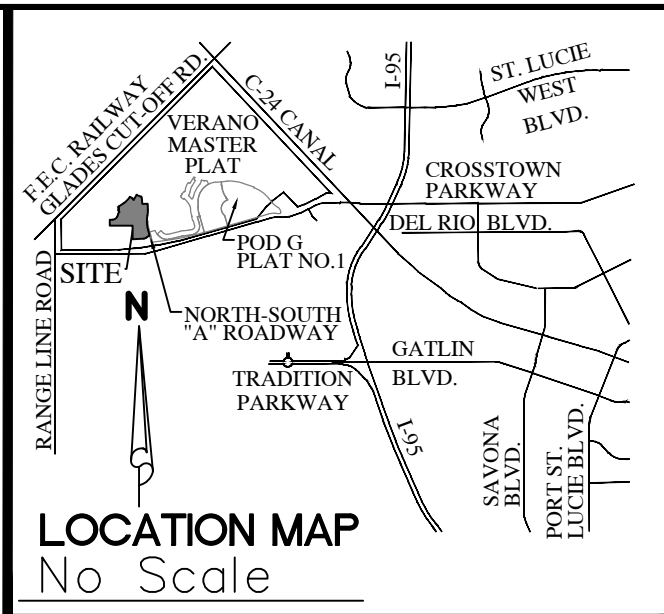 I-95
ST. LUCIE
WEST
BLVD.
F.E.C. RAILWAY
GLADES CUT-OFF RD.
C-24 CANAL
VERANO
MASTER
PLAT
CROSSTOWN
PARKWAY
DEL RIO BLVD.
POD G
PLAT NO.1
SITE
NORTH-SOUTH
"A" ROADWAY
N
RANGE LINE ROAD
GATLIN
BLVD.
TRADITION
PARKWAY
I-95
SAVONA
BLVD.
PORT ST.
LUCIE BLVD.
LOCATION MAP
No Scale